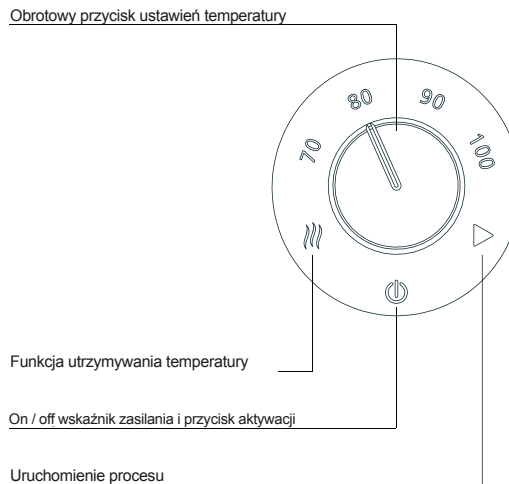 Obrotowy przycisk ustawień temperatury
80 90
70 100
Funkcja utrzymywania temperatury
On / off wskaźnik zasilania i przycisk aktywacji
Uruchomienie procesu